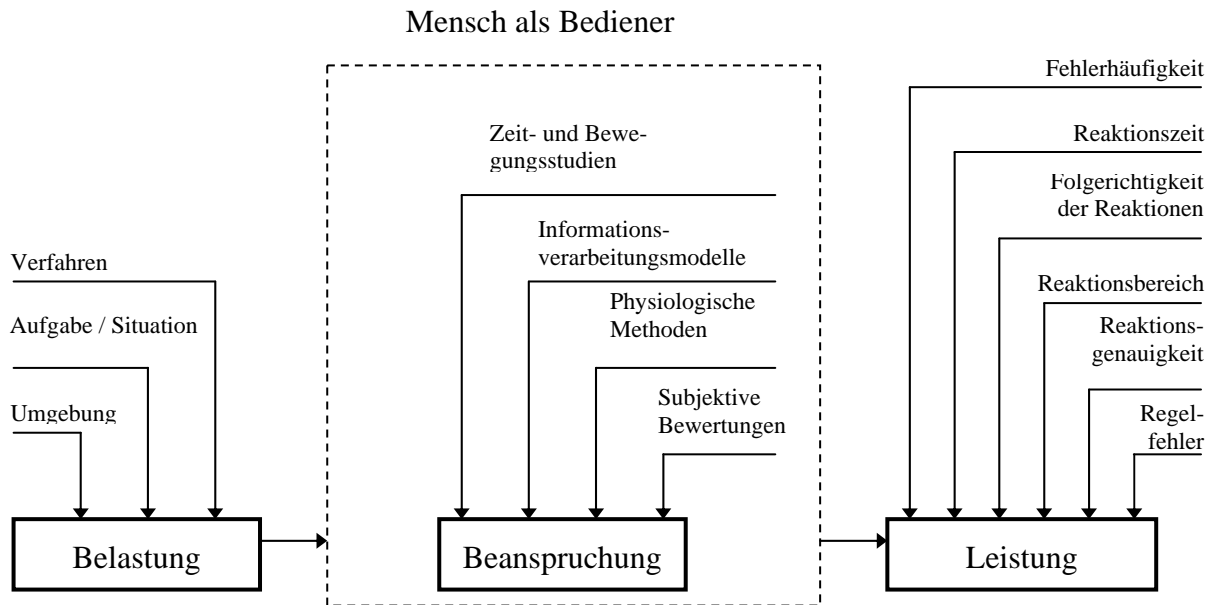 Mensch als Bediener
Verfahren
Aufgabe / Situation
Umgebung
Belastung
Zeit- und Bewe-
gungsstudien
Informations-
verarbeitungsmodelle
Physiologische
Methoden
Subjektive
Bewertungen
Beanspruchung
Fehlerhäufigkeit
Reaktionszeit
Folgerichtigkeit
der Reaktionen
Reaktionsbereich
Reaktions-
genauigkeit
Regel-
fehler
Leistung